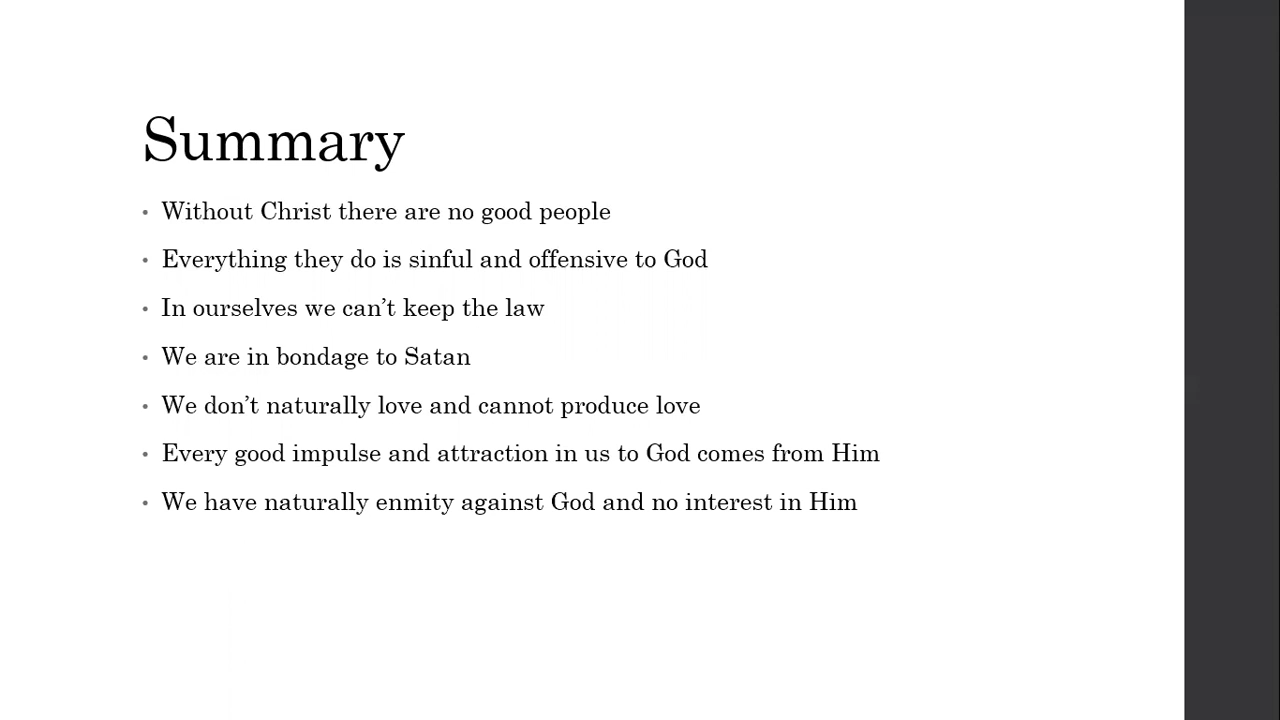 Summary
• Without Christ there are no good people
• Everything they do is sinful and offensive to God
• In ourselves we can’t keep the law
• We are in bondage to Satan
• We don’t naturally love and cannot produce love
• Every good impulse and attraction in us to God comes from Him
• We have naturally enmity against God and no interest in Him